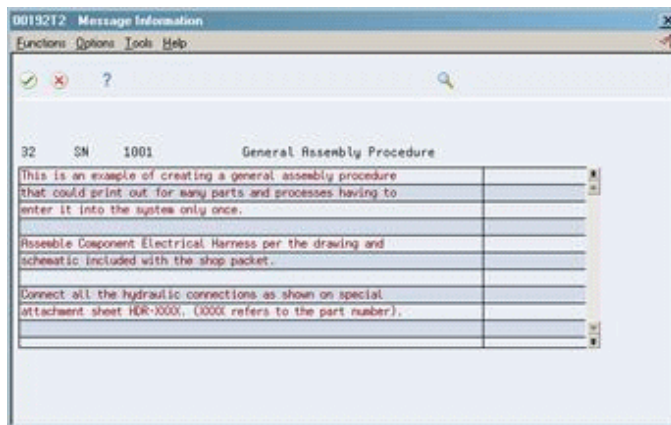 00192T2 Message Information
Functions Options Tools Help
?
32 SN 1001 General Assembly Procedure
This is an example of creating a general assembly procedure
that could print out for many parts and processes having to
enter it into the system only once.
Assemble Component Electrical Harness per the drawing and
schematic included with the shop packet.
Connect all the hydraulic connections as shown on special
attachment sheet HDR-XXXX. (XXXX refers to the part number).